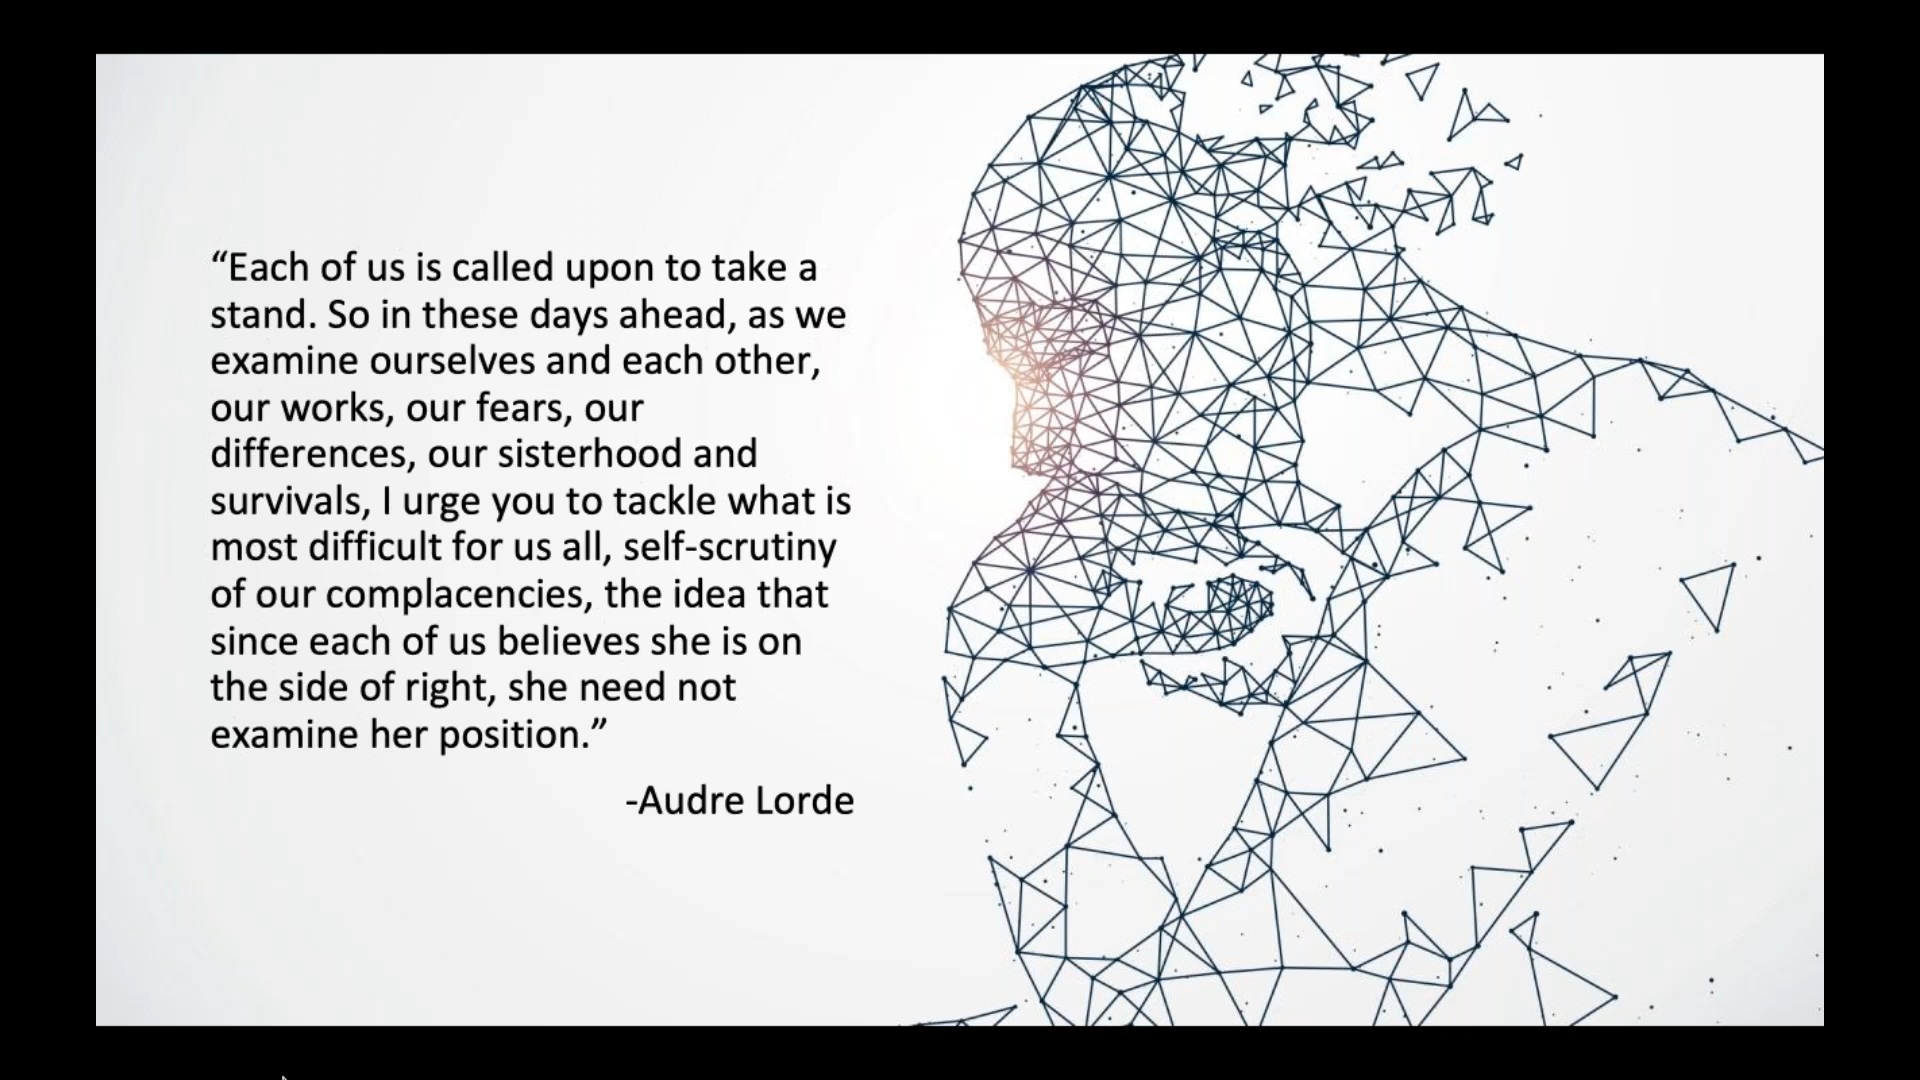 “Each of us is called upon to take a
stand. So in these days ahead, as we
examine ourselves and each other,
our works, our fears, our
differences, our sisterhood and
survivals, I urge you to tackle what is
most difficult for us all, self-scrutiny
of our complacencies, the idea that
since each of us believes she is on
the side of right, she need not
examine her position.”
-Audre Lorde